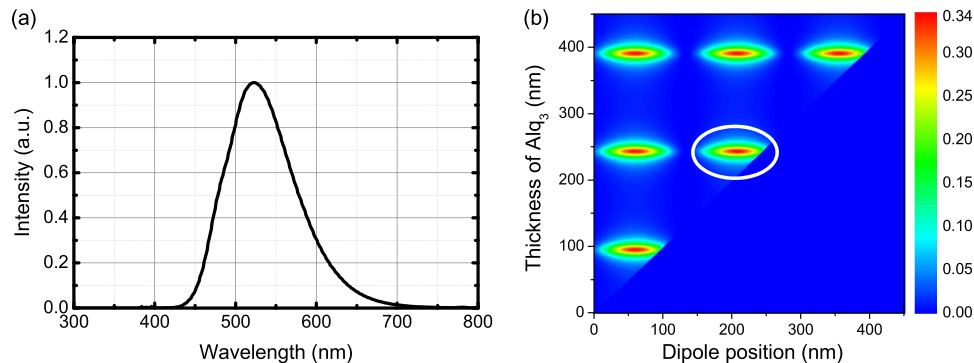 (a)
1.2
1.0
0.8
0.6
0.4
0.2
0.0
Intensity (a.u.)
300 400 500 600 700 800
Wavelength (nm)
(b)
400
300
200
100
0
Thickness of Alq₃ (nm)
0 100 200 300 400
Dipole position (nm)
0.34
0.30
0.25
0.20
0.15
0.10
0.05
0.00